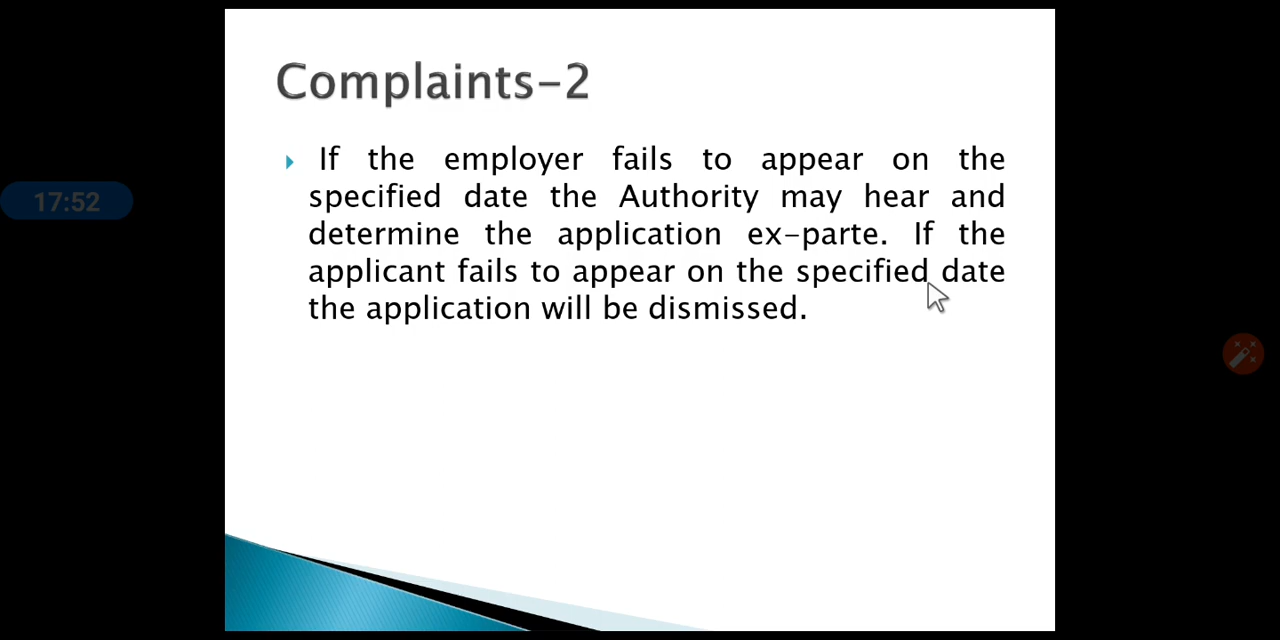 Complaints-2
If the employer fails to appear on the
specified date the Authority may hear and
determine the application ex-parte. If the
applicant fails to appear on the specified date
the application will be dismissed.
17:52